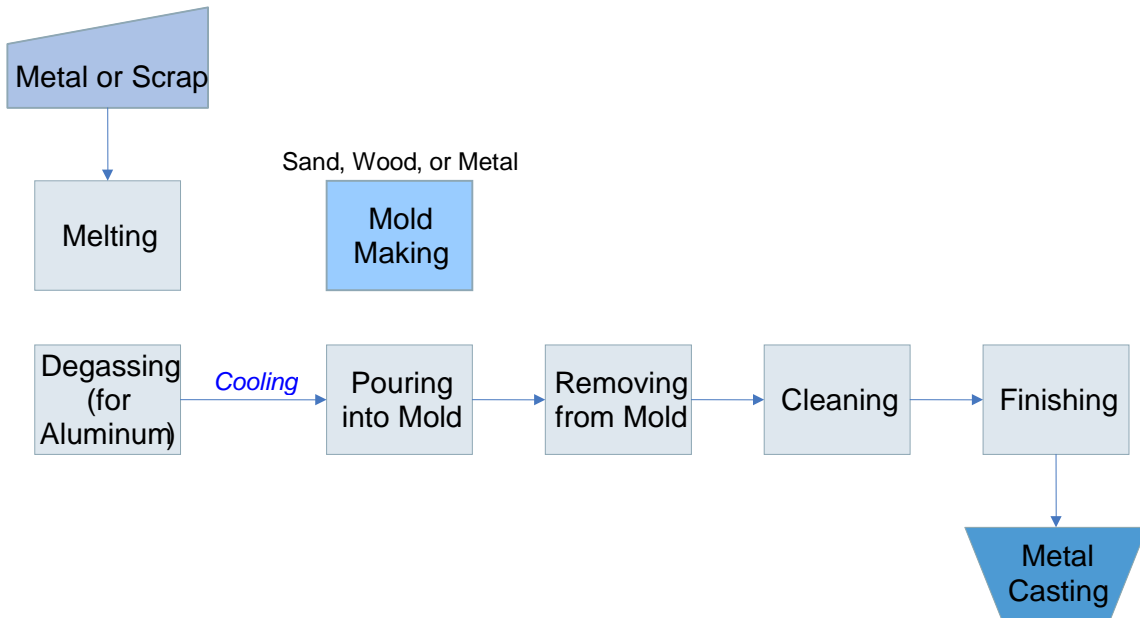 Metal or Scrap
Sand, Wood, or Metal
Melting
Mold
Making
Degassing
(for
Aluminum)
Cooling
Pouring
into Mold
Removing
from Mold
Cleaning
Finishing
Metal
Casting